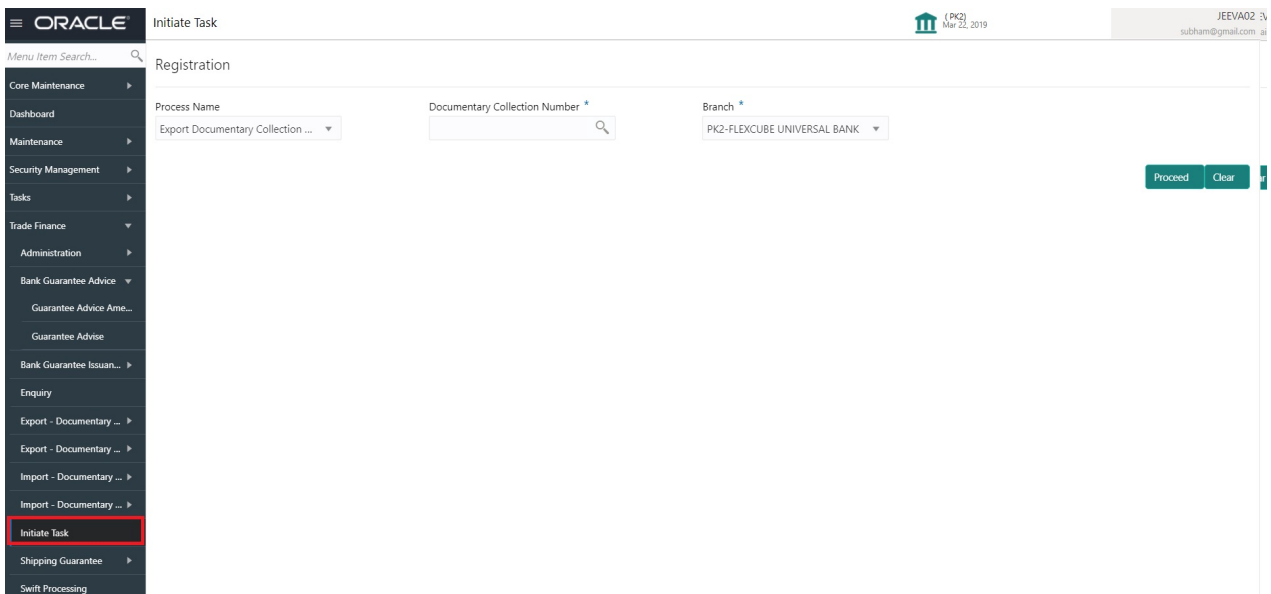 ORACLE
Initiate Task
( PK2)
Mar 22, 2019
JEEVA02
subham@gmail.com
Menu Item Search...
Core Maintenance
Dashboard
Maintenance
Security Management
Tasks
Trade Finance
Administration
Bank Guarantee Advice
Guarantee Advice Ame...
Guarantee Advise
Bank Guarantee Issuan...
Enquiry
Export - Documentary ...
Export - Documentary ...
Import - Documentary ...
Import - Documentary ...
Initiate Task
Shipping Guarantee
Swift Processing
Registration
Process Name
Documentary Collection Number *
Branch *
Export Documentary Collection ...
PK2-FLEXCUBE UNIVERSAL BANK
Proceed
Clear